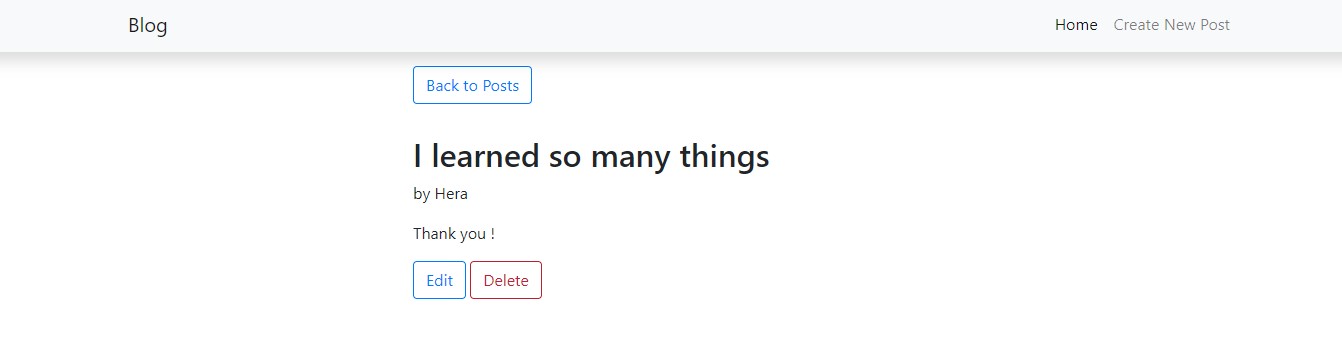 Blog Home Create New Post
Back to Posts
I learned so many things
by Hera
Thank you !
Edit Delete